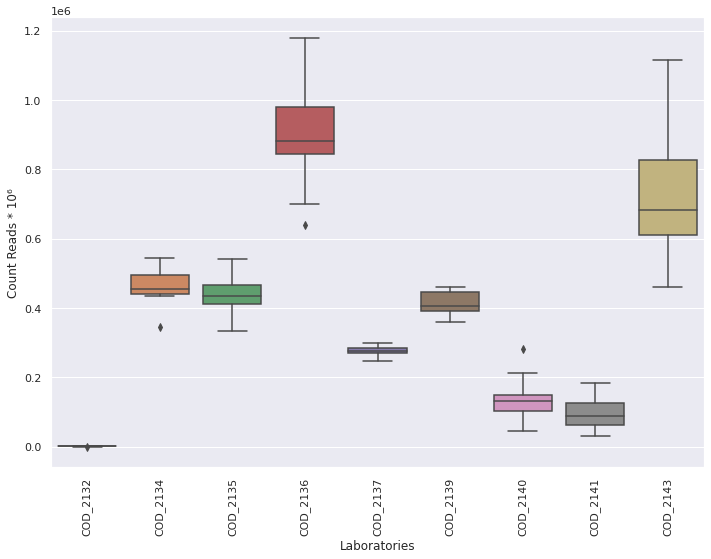 1e6
1.2
1.0
0.8
0.6
0.4
0.2
0.0
Count Reads * 10⁶
COD_2132
COD_2134
COD_2135
COD_2136
COD_2137
COD_2139
COD_2140
COD_2141
COD_2143
Laboratories